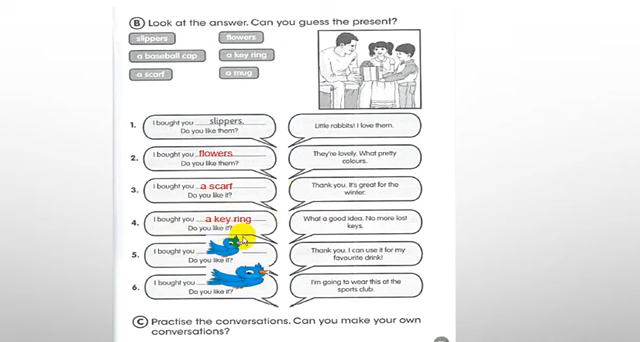 B Look at the answer. Can you guess the present?
slippers
flowers
a baseball cap
a key ring
a scarf
a mug
1. I bought you slippers.
Do you like them?
Little rabbits! I love them.
2. I bought you flowers
Do you like them?
They're lovely. What pretty
colours.
3. I bought you a scarf
Do you like it?
Thank you. It's great for the
winter.
4. I bought you a key ring
Do you like it?
What a good idea. No more lost
keys.
5. I bought you
Do you like it?
Thank you. I can use it for my
favourite drink!
6. I bought you
Do you like it?
I'm going to wear this at the
sports club.
C Practise the conversations. Can you make your own
conversations?